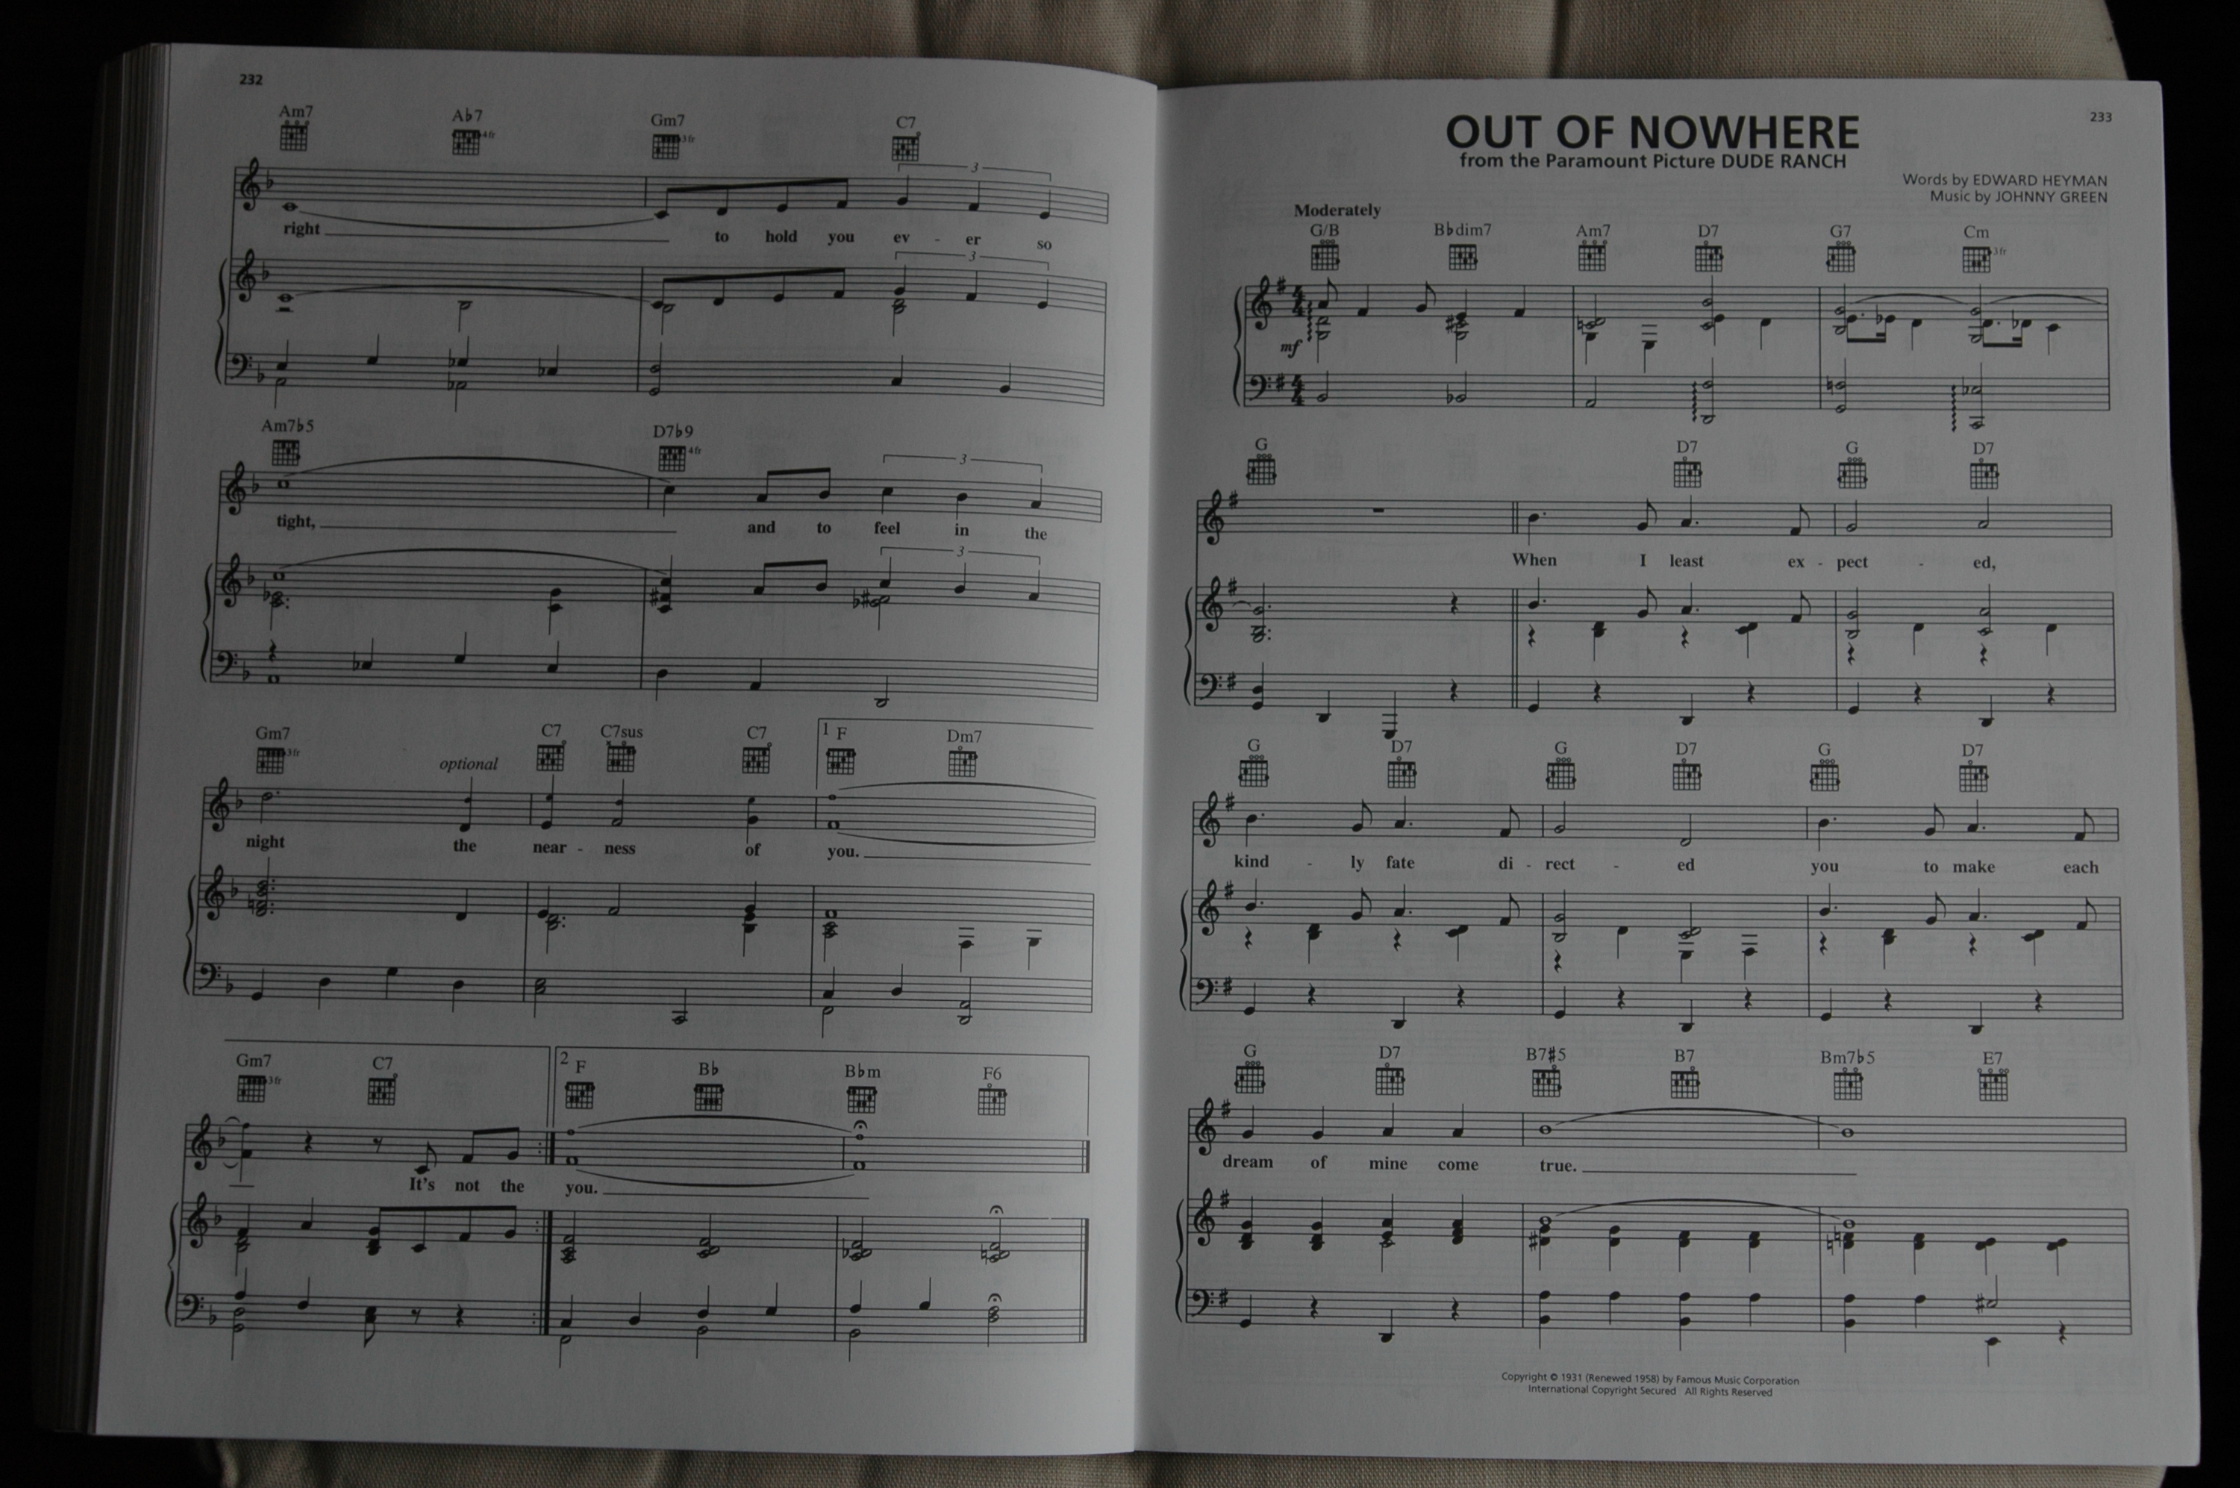 232
Am7 A♭7 Gm7 C7
4fr 3fr
3
right to hold you ev - er so
3
Am7♭5 D7♭9
4fr
3
tight, and to feel in the
3
Gm7 optional C7 C7sus C7 1 F Dm7
3fr
night the near - ness of you.
Gm7 C7 2 F B♭ B♭m F6
3fr
It's not the you.
233
OUT OF NOWHERE
from the Paramount Picture DUDE RANCH
Words by EDWARD HEYMAN
Music by JOHNNY GREEN
Moderately
G/B B♭dim7 Am7 D7 G7 Cm
3fr
mf
G D7 G D7
When I least ex - pect - ed,
G D7 G D7 G D7
kind - ly fate di - rect - ed you to make each
G D7 B7♯5 B7 Bm7♭5 E7
dream of mine come true.
Copyright © 1931 (Renewed 1958) by Famous Music Corporation
International Copyright Secured All Rights Reserved